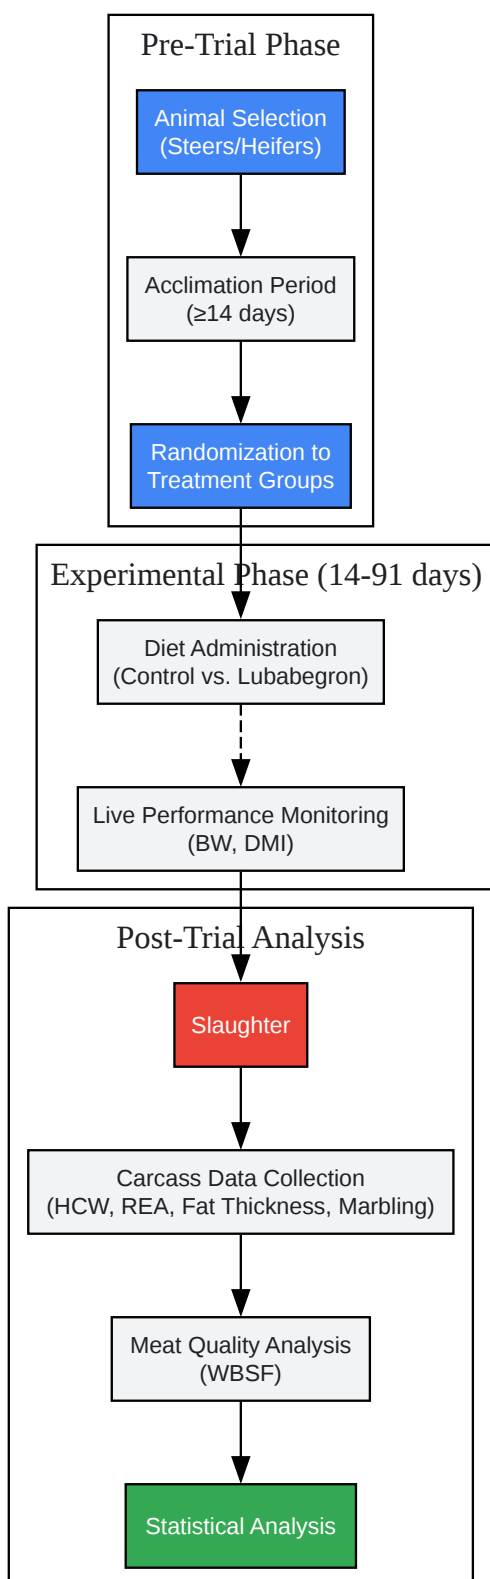 Pre-Trial Phase
Animal Selection
(Steers/Heifers)
Acclimation Period
(≥14 days)
Randomization to
Treatment Groups
Experimental Phase (14-91 days)
Diet Administration
(Control vs. Lubabegron)
Live Performance Monitoring
(BW, DMI)
Post-Trial Analysis
Slaughter
Carcass Data Collection
(HCW, REA, Fat Thickness, Marbling)
Meat Quality Analysis
(WBSF)
Statistical Analysis